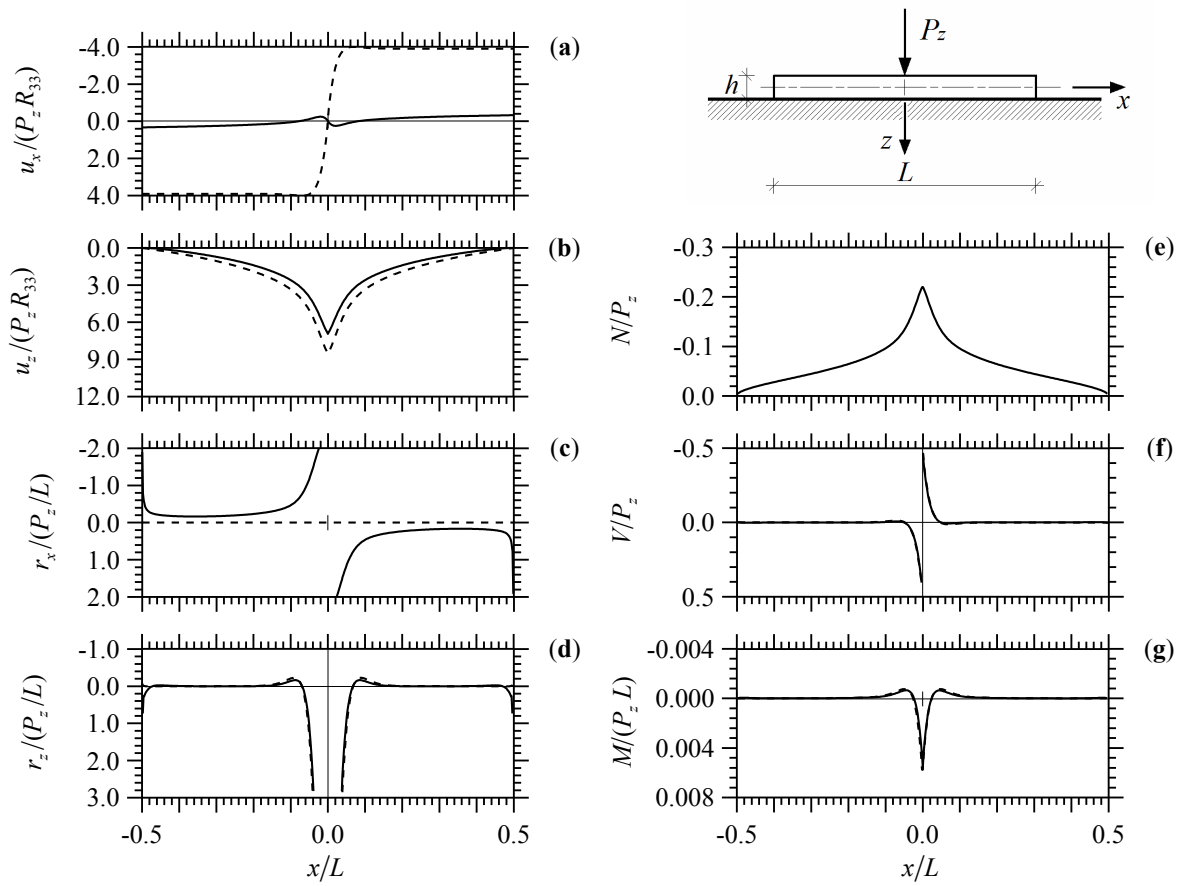 -4.0
-2.0
0.0
2.0
4.0
u_x/(P_z R_33)
(a)
P_z
h
x
z
L
0.0
3.0
6.0
9.0
12.0
u_z/(P_z R_33)
(b)
-0.3
-0.2
-0.1
0.0
N/P_z
(e)
-2.0
-1.0
0.0
1.0
2.0
r_x/(P_z/L)
(c)
-0.5
0.0
0.5
V/P_z
(f)
-1.0
0.0
1.0
2.0
3.0
r_z/(P_z/L)
(d)
-0.5 0.0 0.5
x/L
-0.004
0.000
0.004
0.008
M/(P_z L)
(g)
-0.5 0.0 0.5
x/L